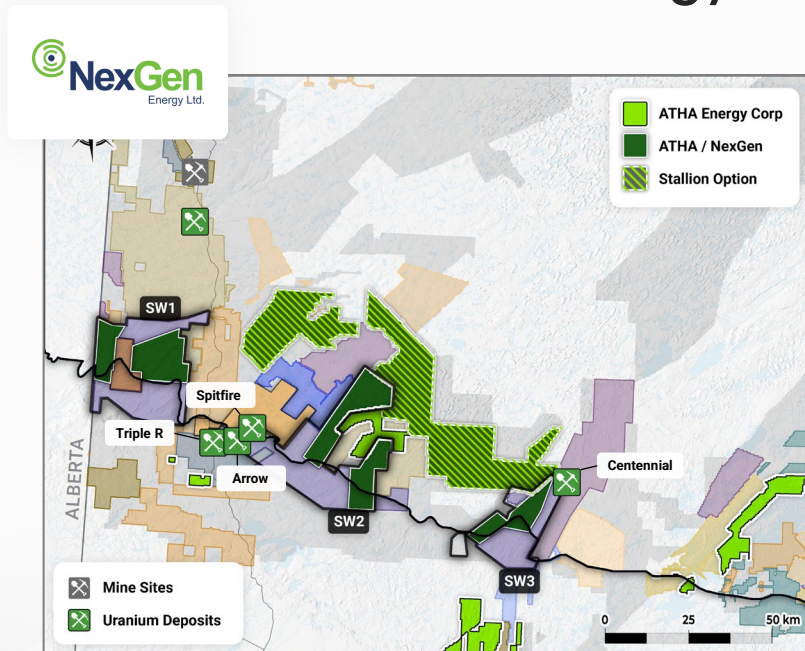 NexGen
Energy Ltd.
ATHA Energy Corp
ATHA / NexGen
Stallion Option
SW1
Spitfire
Triple R
Arrow
Centennial
ALBERTA
SW2
SW3
Mine Sites
Uranium Deposits
0 25 50 km